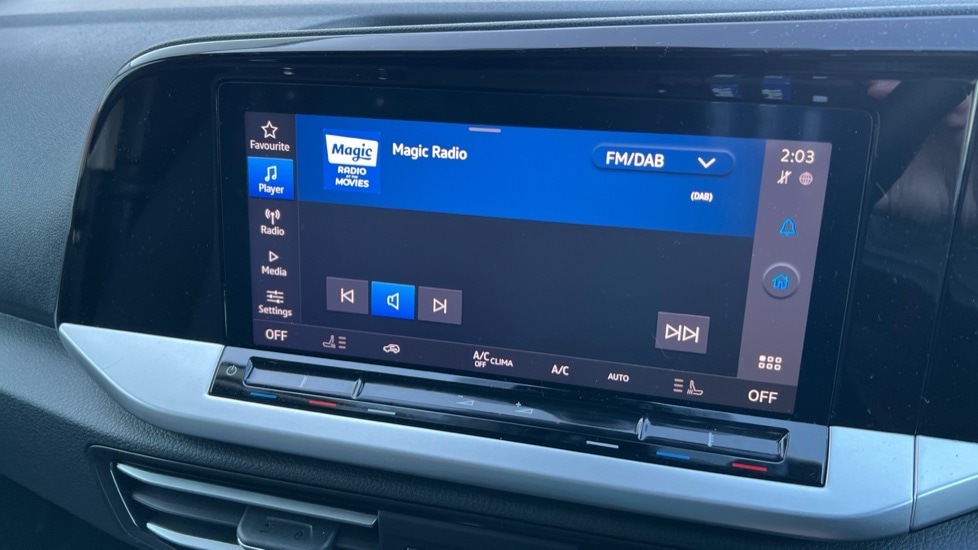 Favourite
Player
Radio
Media
Settings
Magic
RADIO
AT THE
MOVIES
Magic Radio
FM/DAB
(DAB)
2:03
OFF
A/C
OFF CLIMA
A/C
AUTO
OFF